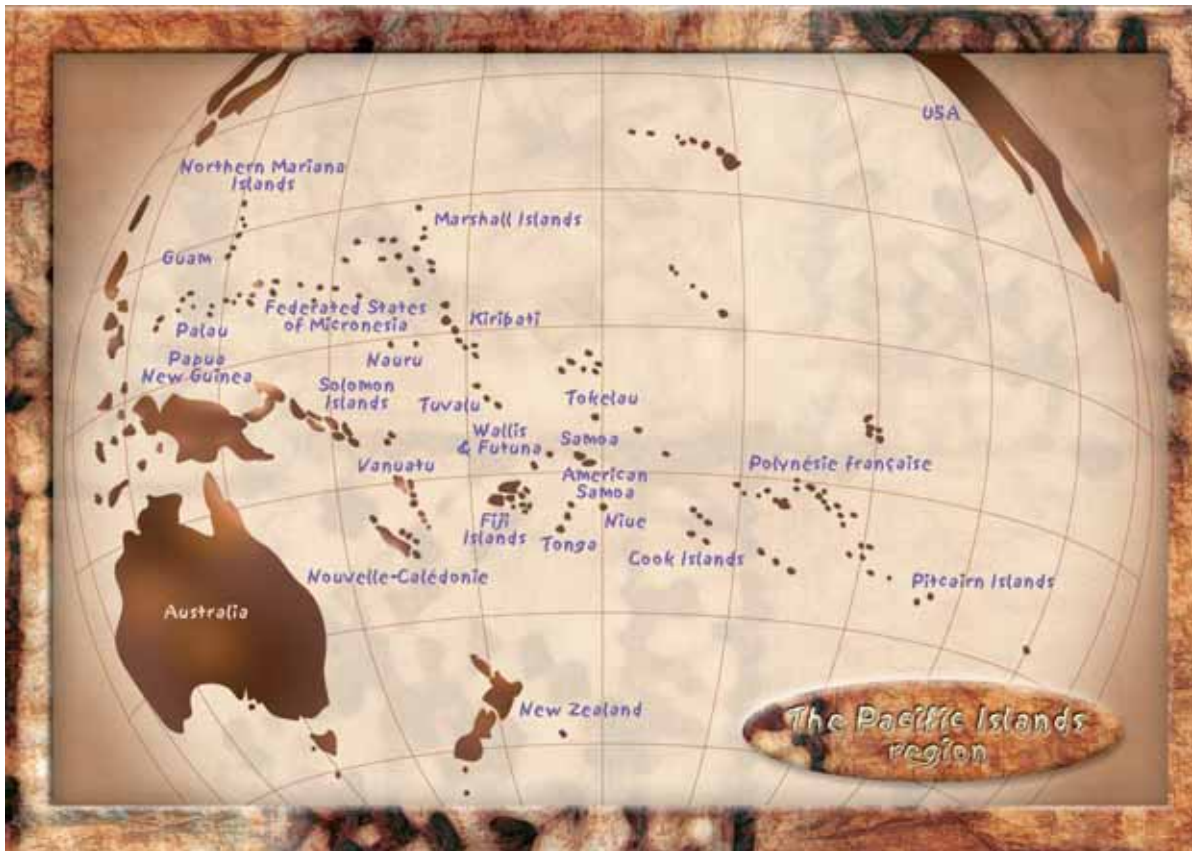 USA
Northern Mariana
Islands
Marshall Islands
Guam
Federated States
of Micronesia
Kiribati
Palau
Nauru
Papua
New Guinea
Solomon
Islands
Tuvalu
Tokelau
Wallis
& Futuna
Samoa
Vanuatu
American
Samoa
Polynésie française
Fiji
Islands
Niue
Tonga
Cook Islands
Nouvelle-Calédonie
Pitcairn Islands
Australia
New Zealand
The Pacific Islands
region